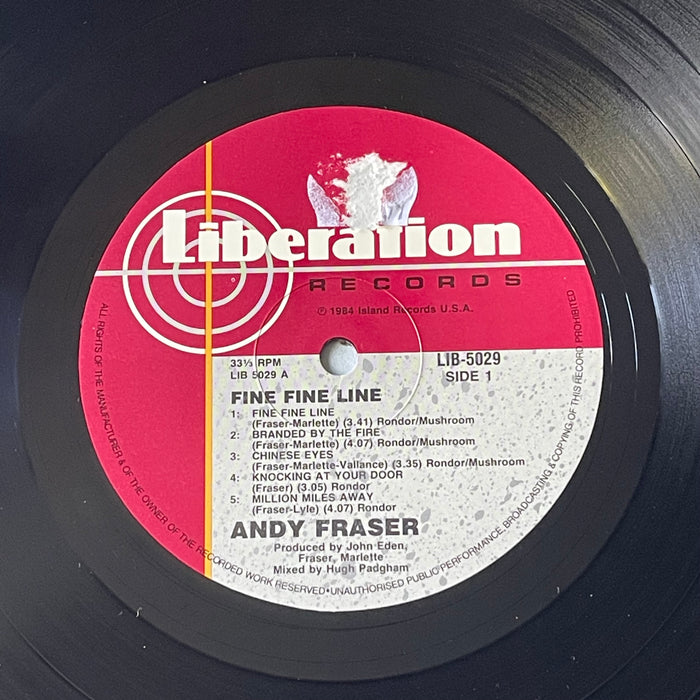 Liberation
RECORDS
℗ 1984 Island Records U.S.A.
33⅓ RPM
LIB 5029 A
LIB-5029
SIDE 1
FINE FINE LINE
1: FINE FINE LINE
(Fraser-Marlette) (3.41) Rondor/Mushroom
2: BRANDED BY THE FIRE
(Fraser-Marlette) (4.07) Rondor/Mushroom
3: CHINESE EYES
(Fraser-Marlette-Vallance) (3.35) Rondor/Mushroom
4: KNOCKING AT YOUR DOOR
(Fraser) (3.05) Rondor
5: MILLION MILES AWAY
(Fraser-Lyle) (4.07) Rondor
ANDY FRASER
Produced by John Eden,
Fraser, Marlette
Mixed by Hugh Padgham
ALL RIGHTS OF THE MANUFACTURER & OF THE OWNER OF THE RECORDED WORK RESERVED•UNAUTHORISED PUBLIC PERFORMANCE, BROADCASTING & COPYING OF THIS RECORD PROHIBITED